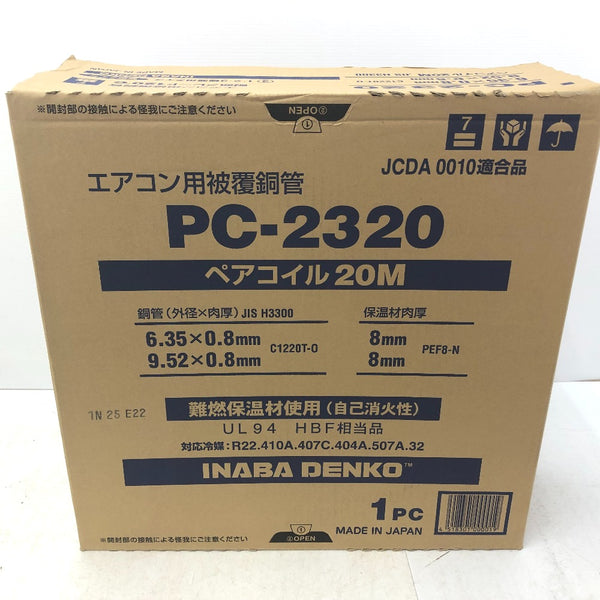 ※開封部の接触による怪我にご注意ください。
②OPEN
①
7
JCDA 0010適合品
エアコン用被覆銅管
PC-2320
ペアコイル20M
銅管(外径×肉厚)JIS H3300
保温材肉厚
6.35×0.8mm
9.52×0.8mm
C1220T-O
8mm
8mm
PEF8-N
1N 25 E22
難燃保温材使用(自己消火性)
UL94 HBF相当品
対応冷媒:R22.410A.407C.404A.507A.32
INABA DENKO™
1PC
MADE IN JAPAN
※開封部の接触による怪我にご注意ください。
①
②OPEN